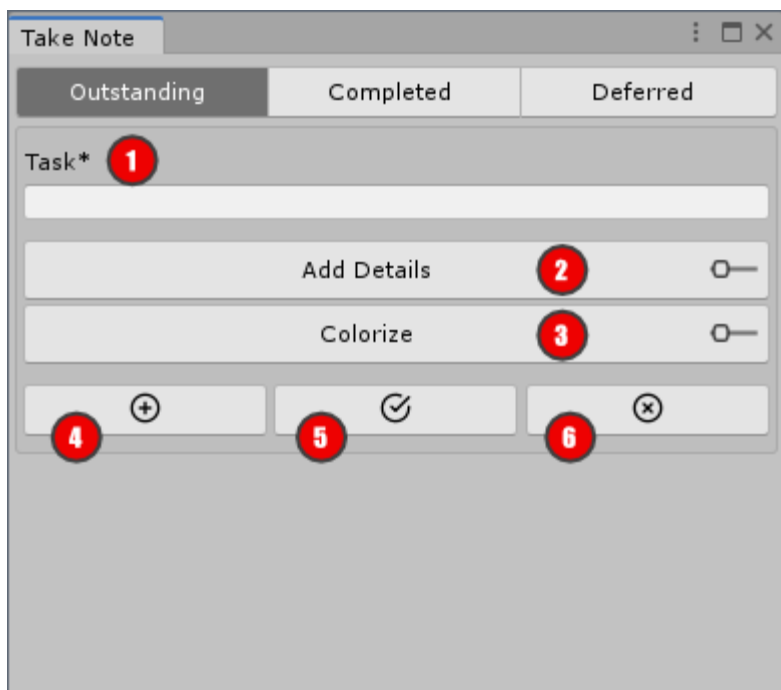 Take Note
Outstanding Completed Deferred
Task* 1
Add Details 2
Colorize 3
4 5 6